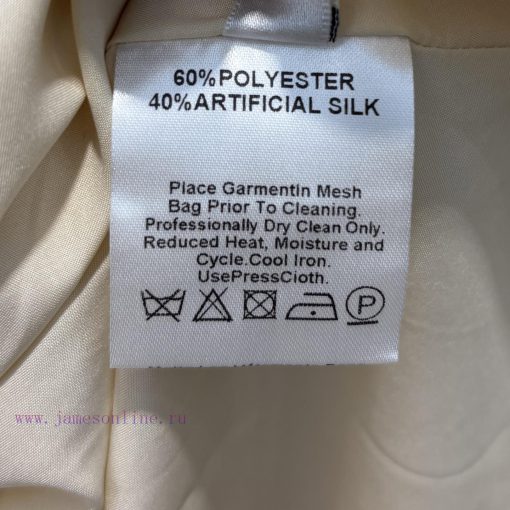 60%POLYESTER
40%ARTIFICIAL SILK
Place GarmentIn Mesh
Bag Prior To Cleaning.
Professionally Dry Clean Only.
Reduced Heat, Moisture and
Cycle.Cool Iron.
UsePressCloth.
P
www.jamesonline.ru